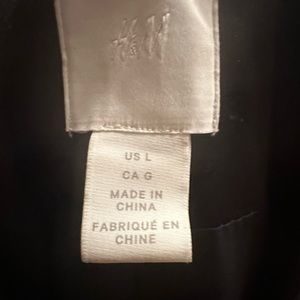 H&M
US L
CA G
MADE IN
CHINA
FABRIQUÉ EN
CHINE